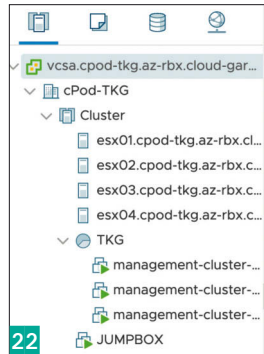 vcsa.cpod-tkg.az-rbx.cloud-gar...
cPod-TKG
Cluster
esx01.cpod-tkg.az-rbx.cl...
esx02.cpod-tkg.az-rbx.c...
esx03.cpod-tkg.az-rbx.c...
esx04.cpod-tkg.az-rbx.c...
TKG
management-cluster-...
management-cluster-...
management-cluster-...
JUMPBOX
22